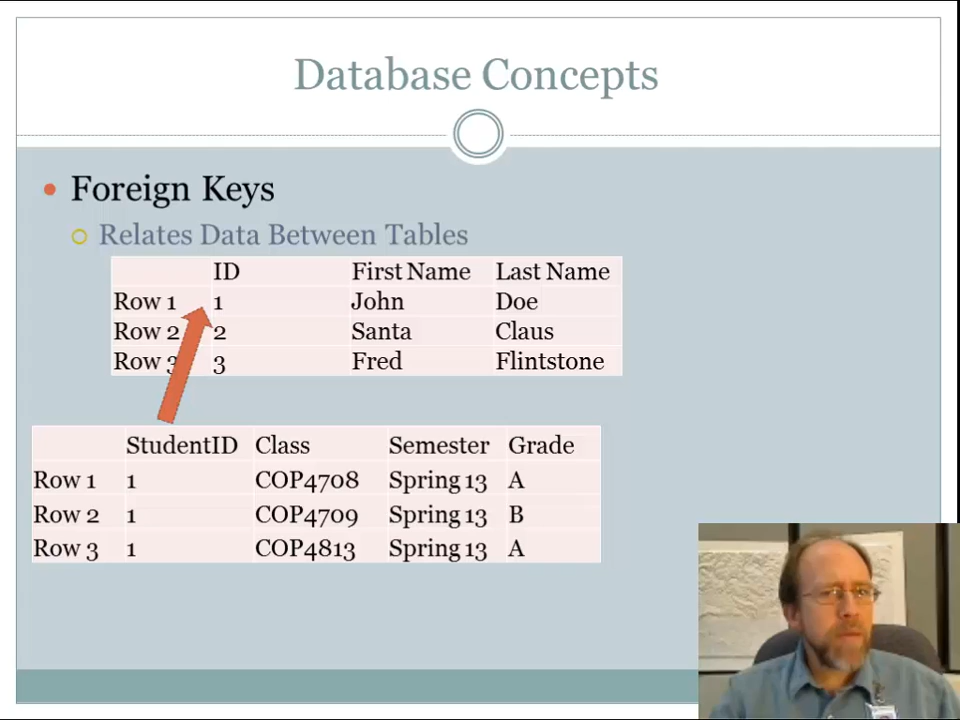 Database Concepts
Foreign Keys
Relates Data Between Tables
ID First Name Last Name
Row 1 1 John Doe
Row 2 2 Santa Claus
Row 3 3 Fred Flintstone
StudentID Class Semester Grade
Row 1 1 COP4708 Spring 13 A
Row 2 1 COP4709 Spring 13 B
Row 3 1 COP4813 Spring 13 A